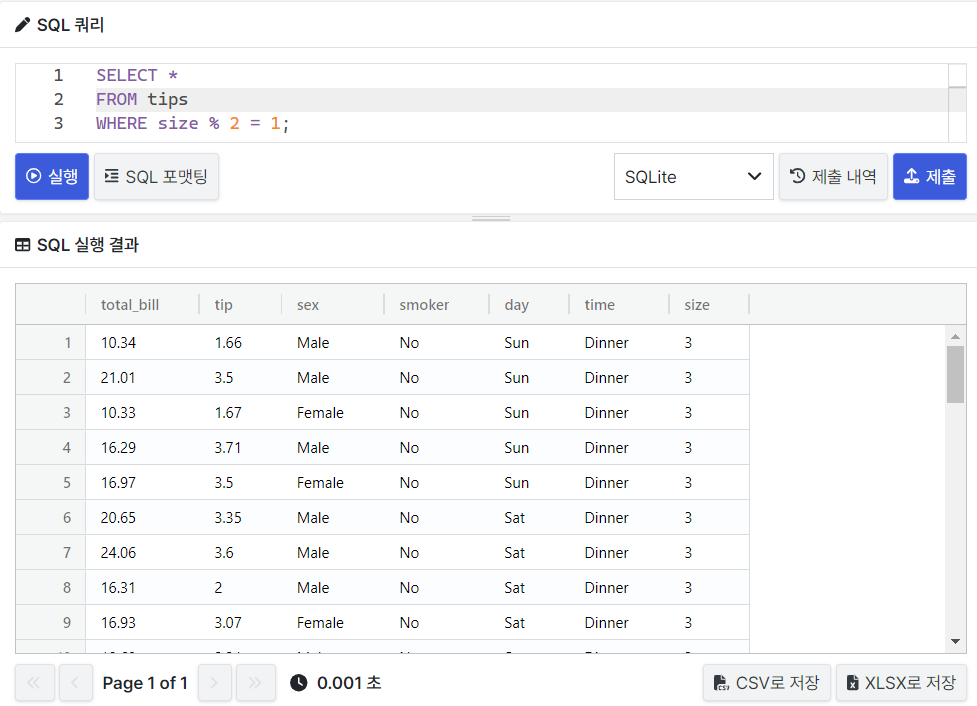 SQL 쿼리
1 SELECT *
2 FROM tips
3 WHERE size % 2 = 1;
실행 SQL 포맷팅 SQLite 제출 내역 제출
SQL 실행 결과
total_bill tip sex smoker day time size
1 10.34 1.66 Male No Sun Dinner 3
2 21.01 3.5 Male No Sun Dinner 3
3 10.33 1.67 Female No Sun Dinner 3
4 16.29 3.71 Male No Sun Dinner 3
5 16.97 3.5 Female No Sun Dinner 3
6 20.65 3.35 Male No Sat Dinner 3
7 24.06 3.6 Male No Sat Dinner 3
8 16.31 2 Male No Sat Dinner 3
9 16.93 3.07 Female No Sat Dinner 3
Page 1 of 1 0.001 초 CSV로 저장 XLSX로 저장